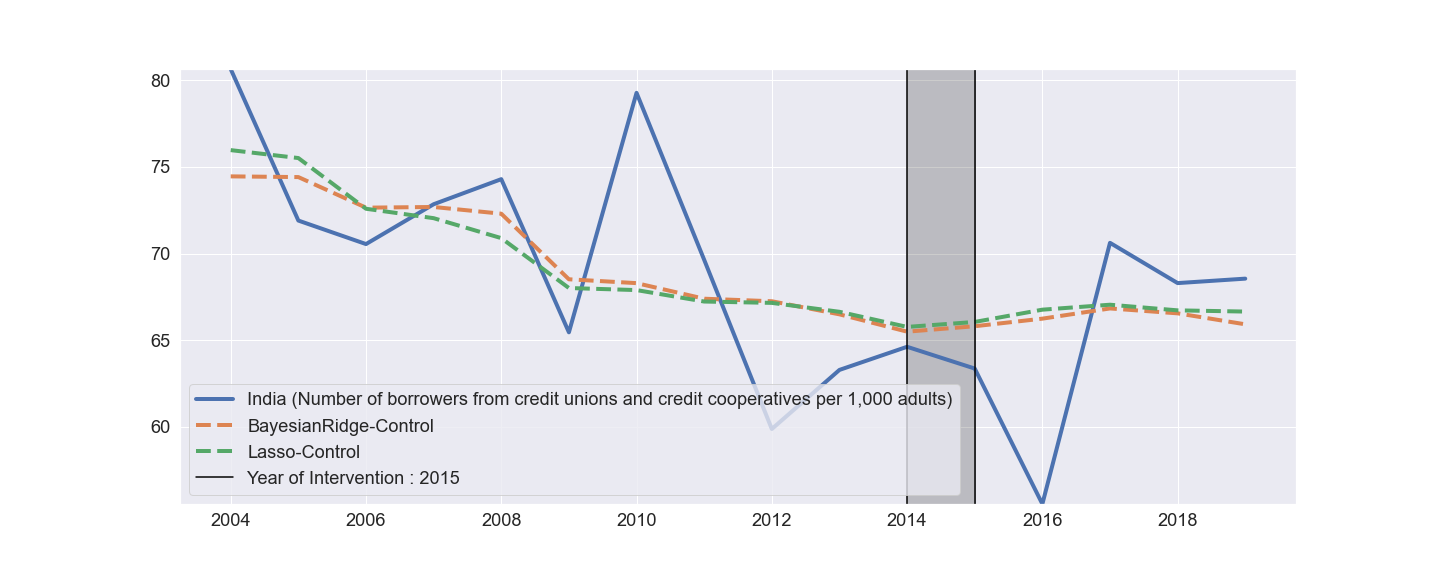 80
75
70
65
60
India (Number of borrowers from credit unions and credit cooperatives per 1,000 adults)
BayesianRidge-Control
Lasso-Control
Year of Intervention : 2015
2004 2006 2008 2010 2012 2014 2016 2018